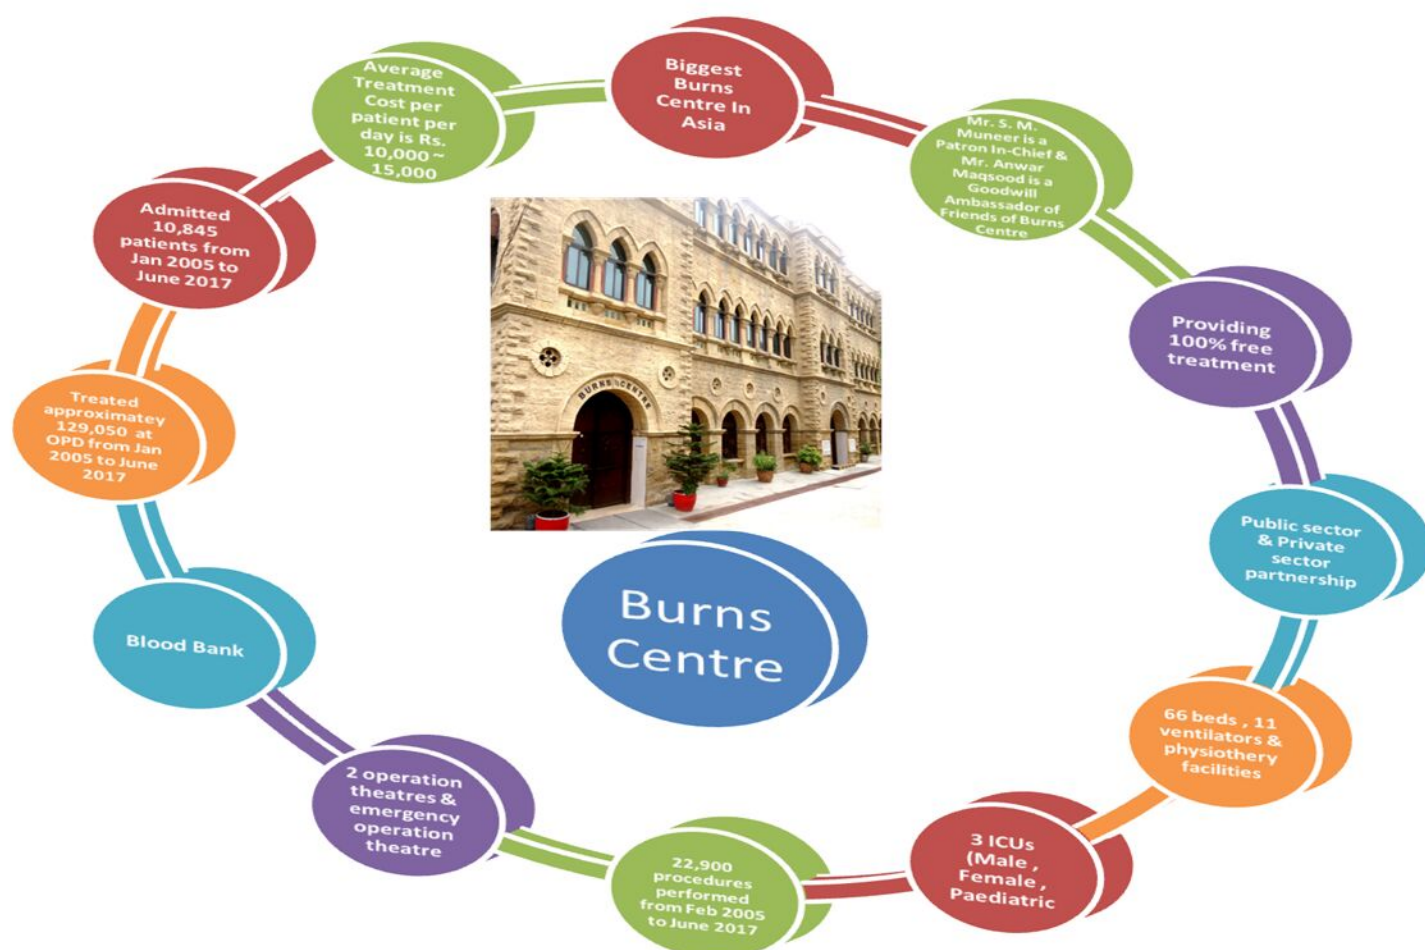 Biggest
Burns
Centre In
Asia
Mr. S. M.
Muneer is a
Patron In-Chief &
Mr. Anwar
Maqsood is a
Goodwill
Ambassador of
Friends of Burns
Centre
Providing
100% free
treatment
Public sector
& Private
sector
partnership
66 beds , 11
ventilators &
physiothery
facilities
3 ICUs
(Male ,
Female ,
Paediatric
22,900
procedures
performed
from Feb 2005
to June 2017
2 operation
theatres &
emergency
operation
theatre
Blood Bank
Treated
approximatey
129,050 at
OPD from Jan
2005 to June
2017
Admitted
10,845
patients from
Jan 2005 to
June 2017
Average
Treatment
Cost per
patient per
day is Rs.
10,000 ~
15,000
BURNS CENTRE
Burns
Centre